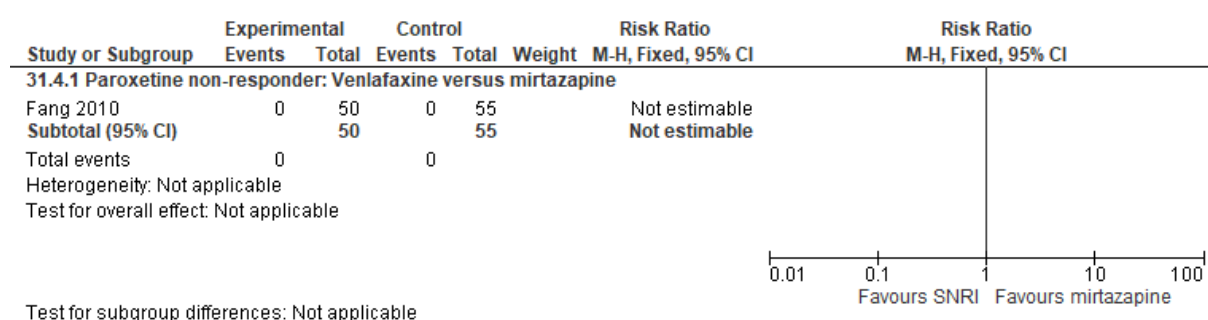 Experimental Control Risk Ratio Risk Ratio
Study or Subgroup Events Total Events Total Weight M-H, Fixed, 95% CI M-H, Fixed, 95% CI
31.4.1 Paroxetine non-responder: Venlafaxine versus mirtazapine
Fang 2010 0 50 0 55 Not estimable
Subtotal (95% CI) 50 55 Not estimable
Total events 0 0
Heterogeneity: Not applicable
Test for overall effect: Not applicable
0.01 0.1 1 10 100
Favours SNRI Favours mirtazapine
Test for subgroup differences: Not applicable